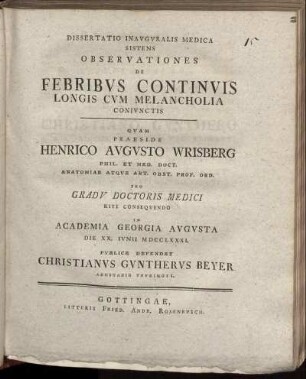 15
DISSERTATIO INAVGVRALIS MEDICA
SISTENS
OBSERVATIONES
DE
FEBRIBVS CONTINVIS
LONGIS CVM MELANCHOLIA
CONIVNCTIS
QVAM
PRAESIDE
HENRICO AVGVSTO WRISBERG
PHIL. ET MED. DOCT.
ANATOMIAE ATQVE ART. OBST. PROF. ORD.
PRO
GRADV DOCTORIS MEDICI
RITE CONSEQVENDO
IN
ACADEMIA GEORGIA AVGVSTA
DIE XX. IVNII MDCCLXXXI.
PVBLICE DEFENDET
CHRISTIANVS GVNTHERVS BEYER
GOTTINGAE,
LITTERIS FRIED. ANDR. ROSENBVSCH.